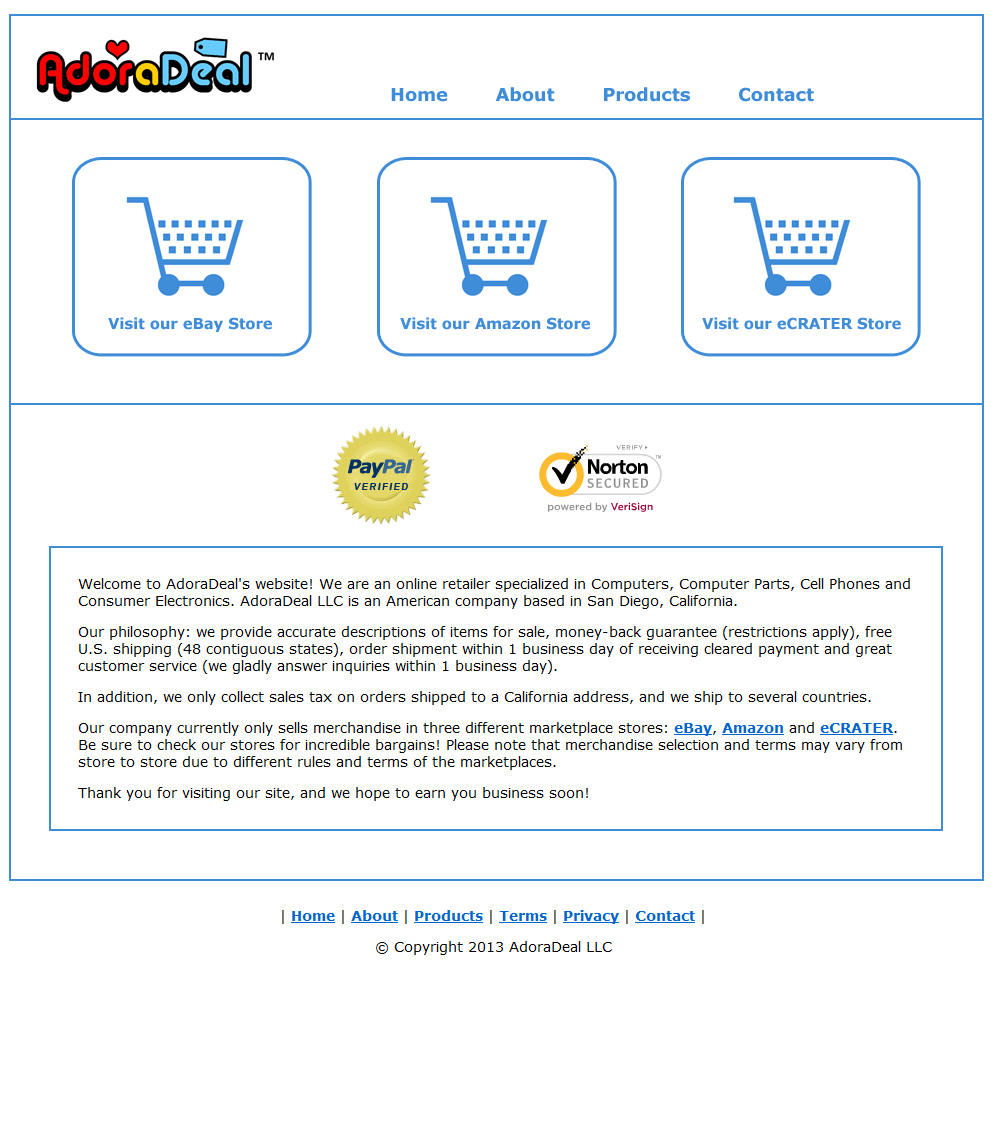 AdoraDeal™
Home About Products Contact
Visit our eBay Store
Visit our Amazon Store
Visit our eCRATER Store
PayPal
VERIFIED
VERIFY
Norton™
SECURED
powered by VeriSign
Welcome to AdoraDeal's website! We are an online retailer specialized in Computers, Computer Parts, Cell Phones and
Consumer Electronics. AdoraDeal LLC is an American company based in San Diego, California.
Our philosophy: we provide accurate descriptions of items for sale, money-back guarantee (restrictions apply), free
U.S. shipping (48 contiguous states), order shipment within 1 business day of receiving cleared payment and great
customer service (we gladly answer inquiries within 1 business day).
In addition, we only collect sales tax on orders shipped to a California address, and we ship to several countries.
Our company currently only sells merchandise in three different marketplace stores: eBay, Amazon and eCRATER.
Be sure to check our stores for incredible bargains! Please note that merchandise selection and terms may vary from
store to store due to different rules and terms of the marketplaces.
Thank you for visiting our site, and we hope to earn you business soon!
| Home | About | Products | Terms | Privacy | Contact |
© Copyright 2013 AdoraDeal LLC